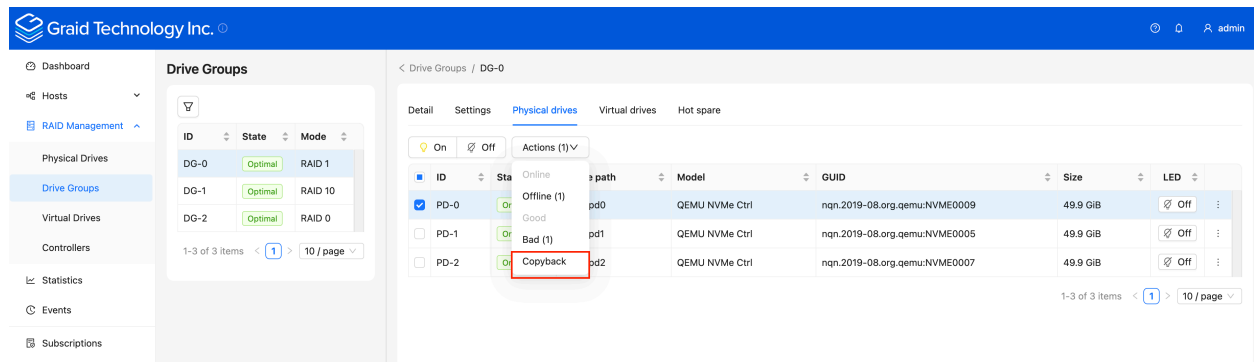 Graid Technology Inc.
admin
Dashboard
Hosts
RAID Management
Physical Drives
Drive Groups
Virtual Drives
Controllers
Statistics
Events
Subscriptions
Drive Groups
ID State Mode
DG-0 Optimal RAID 1
DG-1 Optimal RAID 10
DG-2 Optimal RAID 0
1-3 of 3 items < 1 > 10 / page
< Drive Groups / DG-0
Detail Settings Physical drives Virtual drives Hot spare
On Off Actions (1)
Online
Offline (1)
Good
Bad (1)
Copyback
ID Sta e path Model GUID Size LED
PD-0 pd0 QEMU NVMe Ctrl nqn.2019-08.org.qemu:NVME0009 49.9 GiB Off
PD-1 pd1 QEMU NVMe Ctrl nqn.2019-08.org.qemu:NVME0005 49.9 GiB Off
PD-2 pd2 QEMU NVMe Ctrl nqn.2019-08.org.qemu:NVME0007 49.9 GiB Off
1-3 of 3 items < 1 > 10 / page